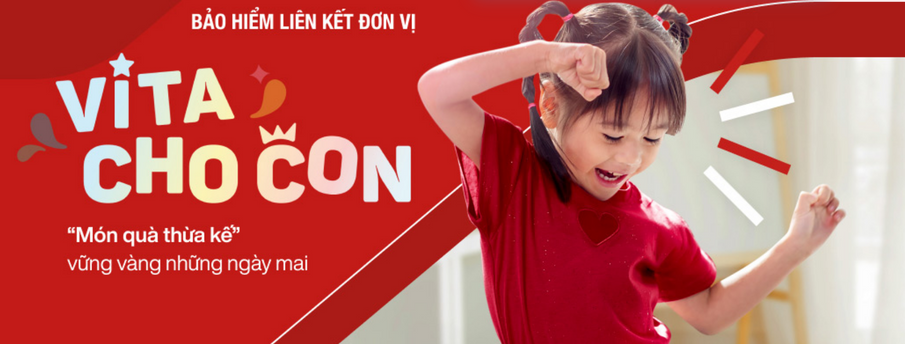 BẢO HIỂM LIÊN KẾT ĐƠN VỊ
VITA
CHO CON
“Món quà thừa kế”
vững vàng những ngày mai